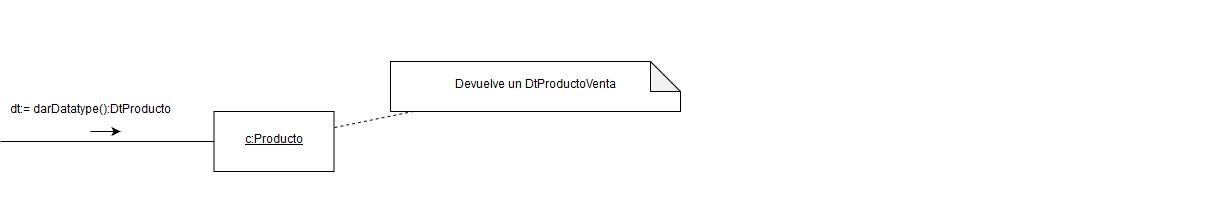 Devuelve un DtProductoVenta
dt:= darDatatype():DtProducto
c:Producto